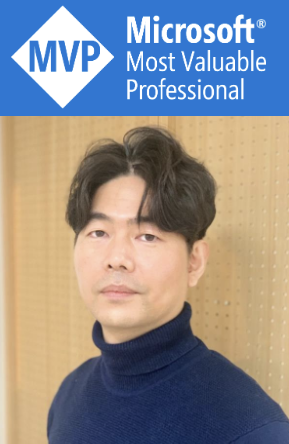 MVP
Microsoft®
Most Valuable
Professional